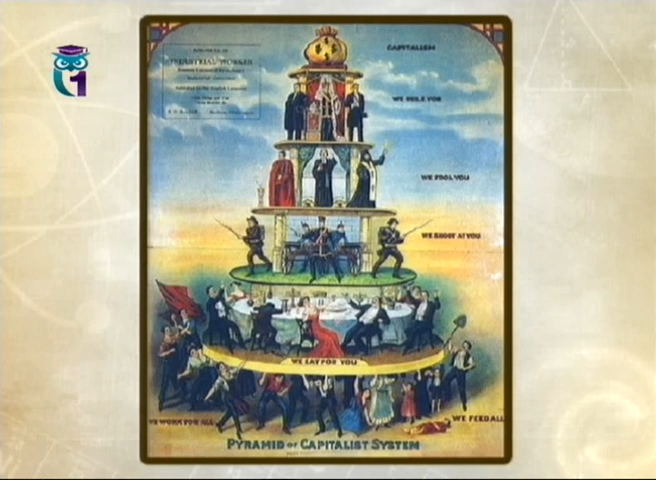 1
CAPITALISM
INDUSTRIAL WORKER
WE RULE YOU
WE FOOL YOU
WE SHOOT AT YOU
WE EAT FOR YOU
WE WORK FOR ALL
WE FEED ALL
PYRAMID OF CAPITALIST SYSTEM